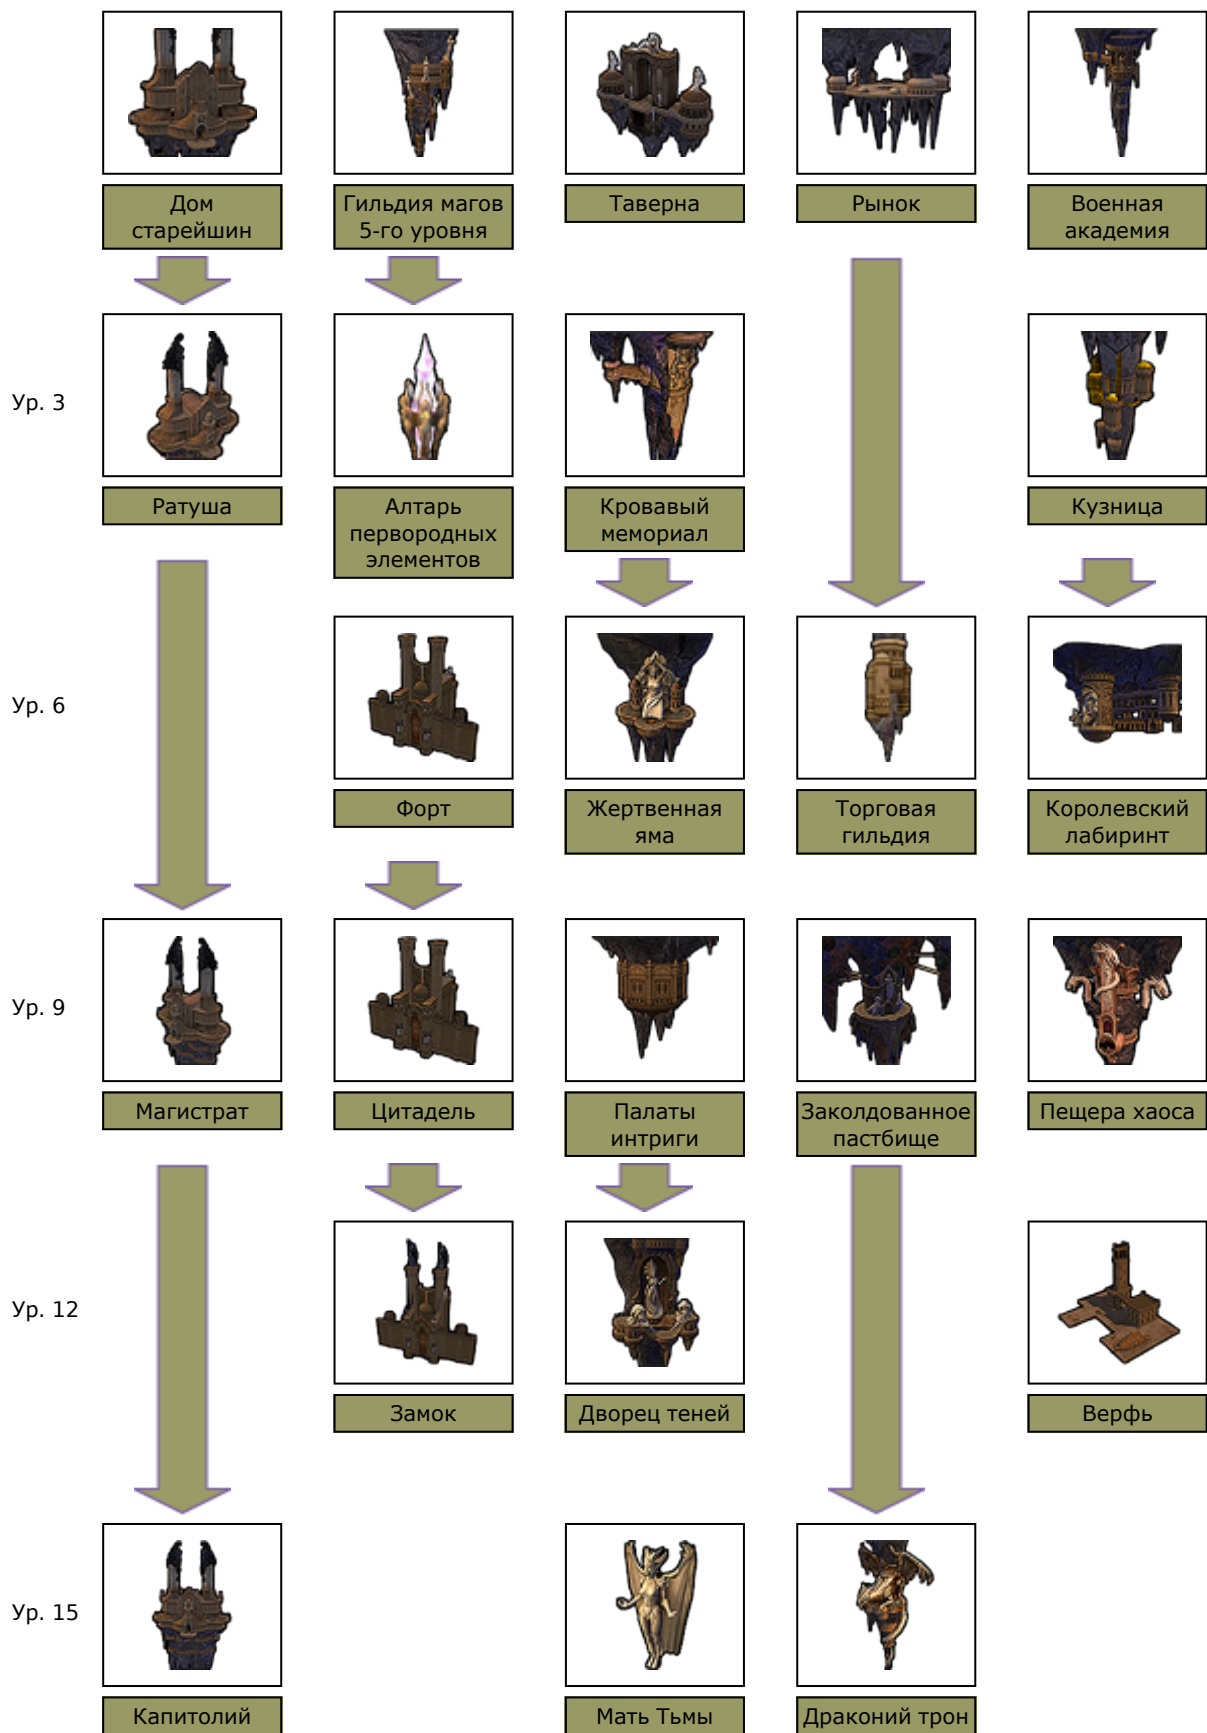 Дом
старейшин
Гильдия магов
5-го уровня
Таверна
Рынок
Военная
академия
Ур. 3
Ратуша
Алтарь
первородных
элементов
Кровавый
мемориал
Кузница
Ур. 6
Форт
Жертвенная
яма
Торговая
гильдия
Королевский
лабиринт
Ур. 9
Магистрат
Цитадель
Палаты
интриги
Заколдованное
пастбище
Пещера хаоса
Ур. 12
Замок
Дворец теней
Верфь
Ур. 15
Капитолий
Мать Тьмы
Драконий трон